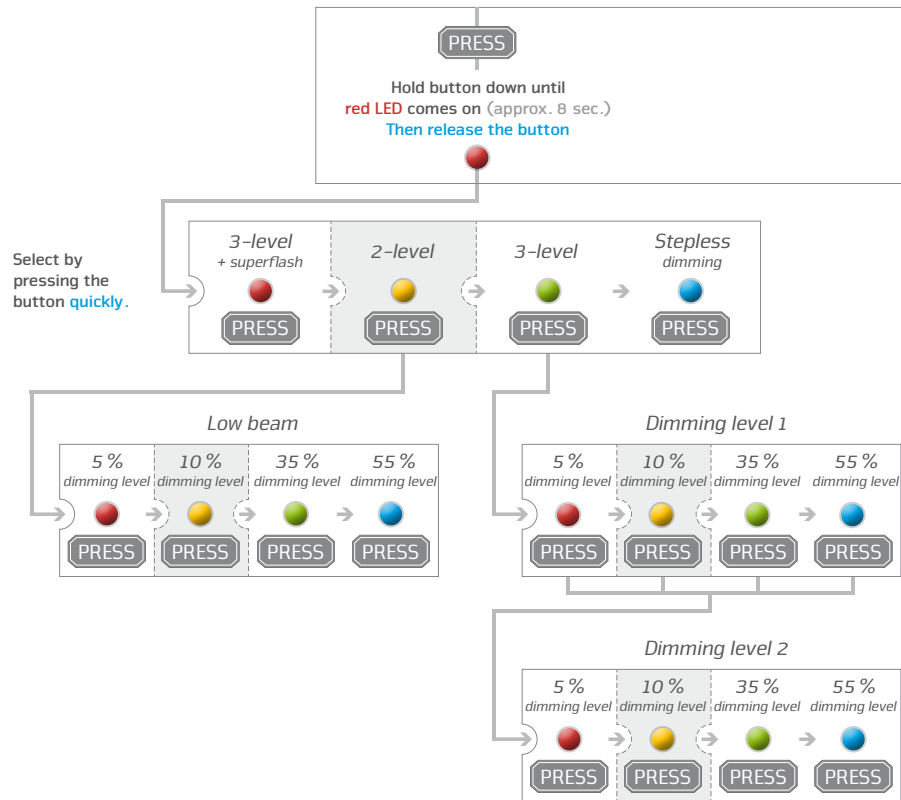 PRESS
Hold button down until
red LED comes on (approx. 8 sec.)
Then release the button
Select by
pressing the
button quickly.
3-level
+ superflash
2-level
3-level
Stepless
dimming
PRESS PRESS PRESS PRESS
Low beam
5 % 10 % 35 % 55 %
dimming level dimming level dimming level dimming level
PRESS PRESS PRESS PRESS
Dimming level 1
5 % 10 % 35 % 55 %
dimming level dimming level dimming level dimming level
PRESS PRESS PRESS PRESS
Dimming level 2
5 % 10 % 35 % 55 %
dimming level dimming level dimming level dimming level
PRESS PRESS PRESS PRESS